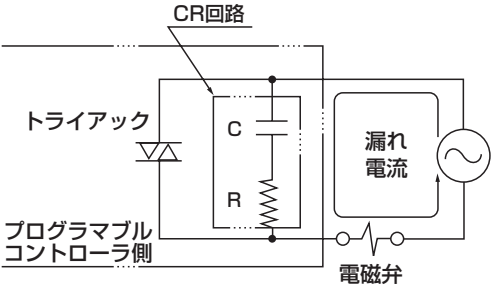 CR回路
トライアック
C
R
漏れ
電流
プログラマブル
コントローラ側
電磁弁